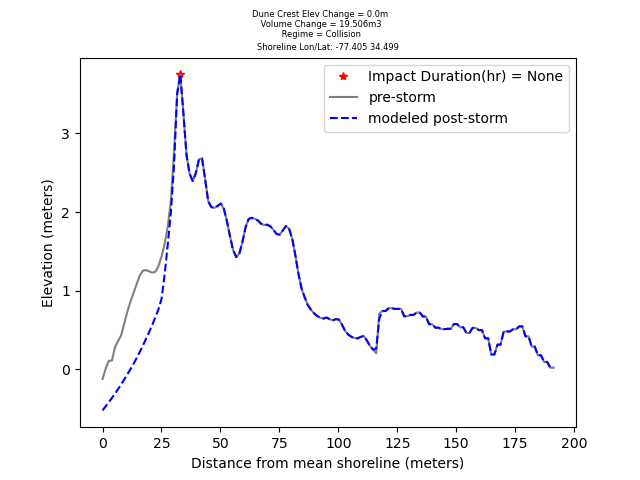 Dune Crest Elev Change = 0.0m
Volume Change = 19.506m3
Regime = Collision
Shoreline Lon/Lat: -77.405 34.499
Impact Duration(hr) = None
pre-storm
modeled post-storm
Elevation (meters)
3
2
1
0
0 25 50 75 100 125 150 175 200
Distance from mean shoreline (meters)